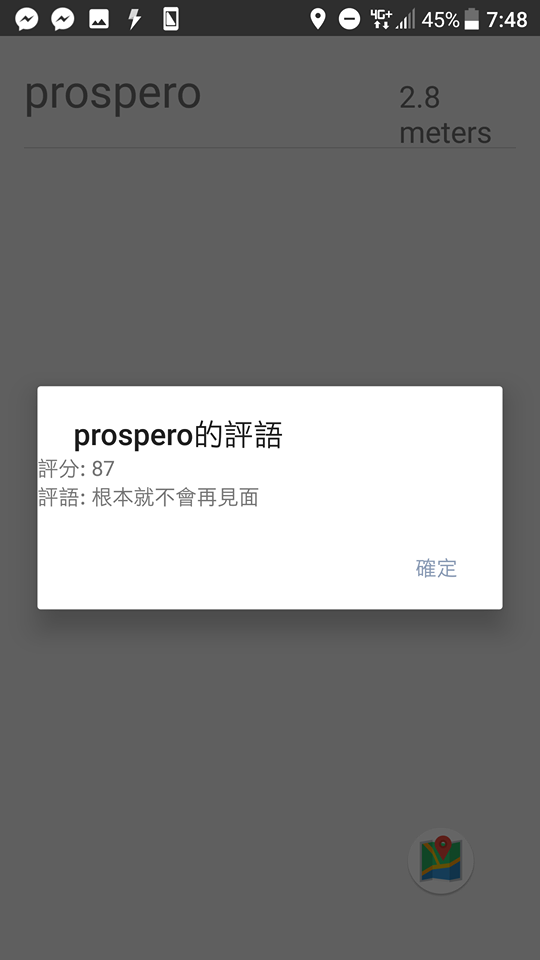 4G+ 45% 7:48
prospero
2.8
meters
prospero的評語
評分: 87
評語: 根本就不會再見面
確定